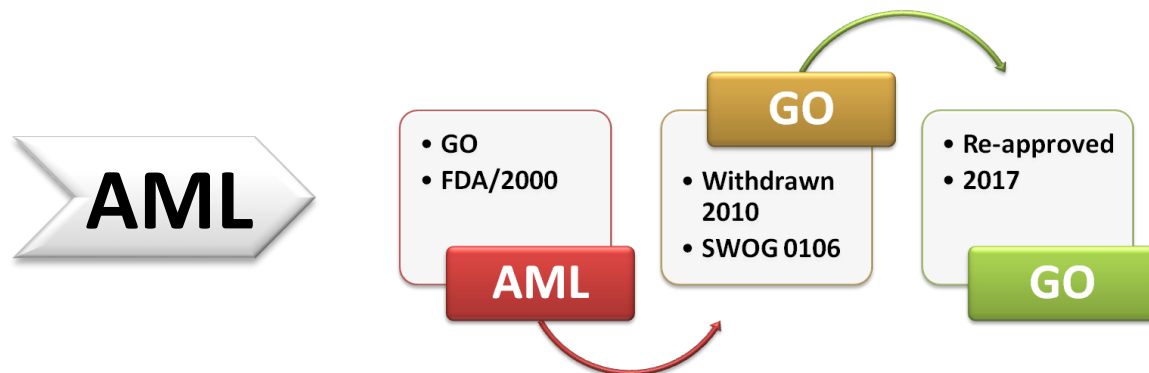 AML
• GO
• FDA/2000
AML
GO
• Withdrawn
2010
• SWOG 0106
• Re-approved
• 2017
GO